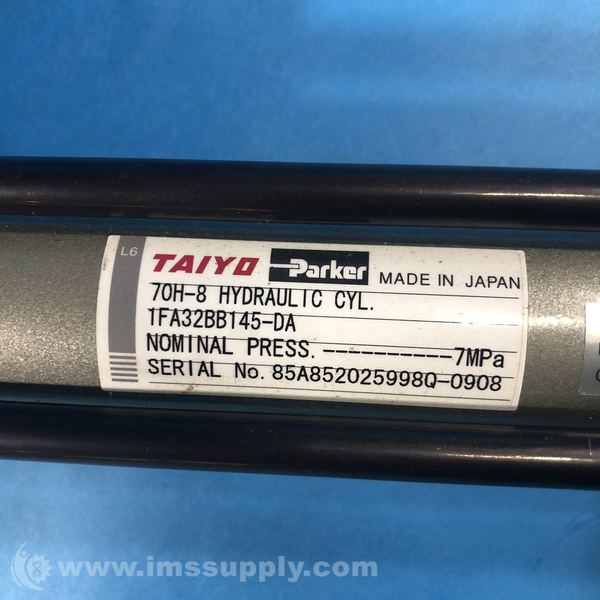 L6
TAIYO Parker MADE IN JAPAN
70H-8 HYDRAULIC CYL.
1FA32BB145-DA
NOMINAL PRESS. -----------7MPa
SERIAL No. 85A852025998Q-0908
www.imssupply.com